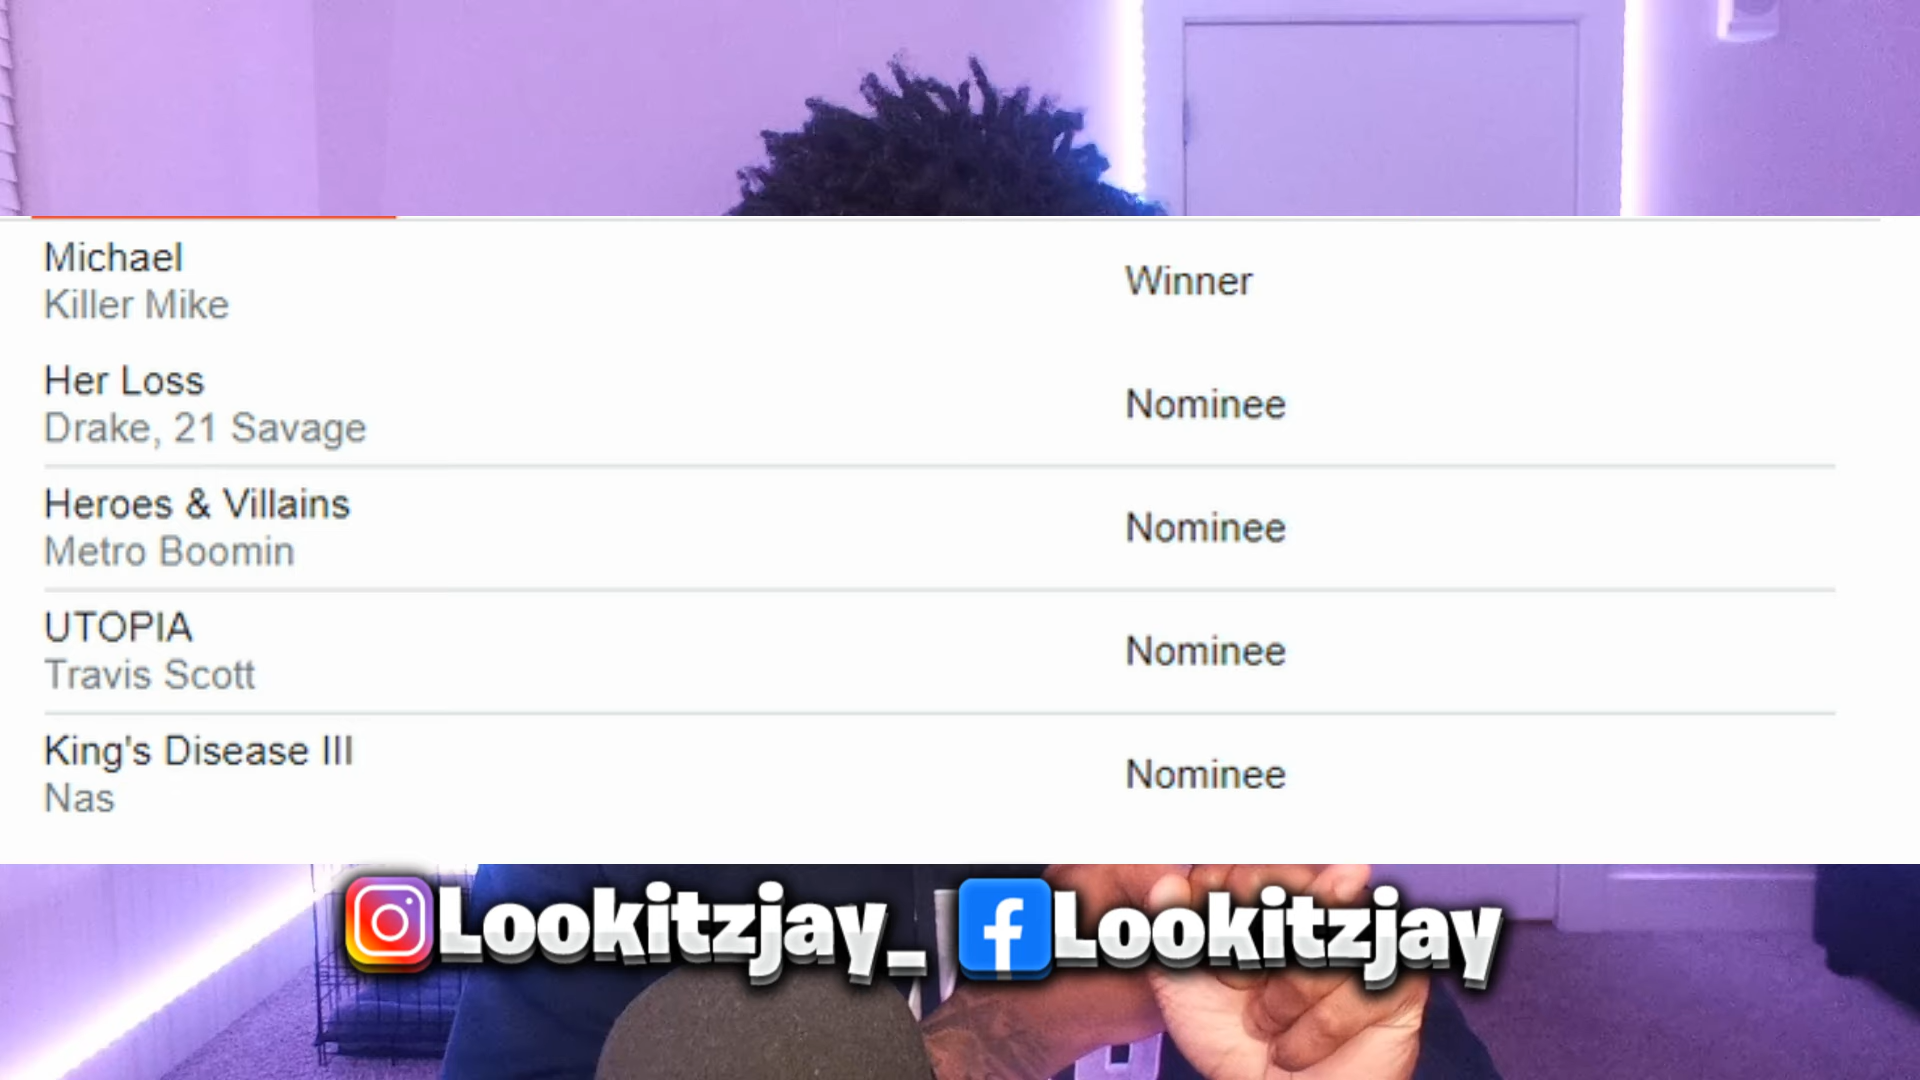 Michael
Killer Mike
Winner
Her Loss
Drake, 21 Savage
Nominee
Heroes & Villains
Metro Boomin
Nominee
UTOPIA
Travis Scott
Nominee
King's Disease III
Nas
Nominee
Lookitzjay_ Lookitzjay